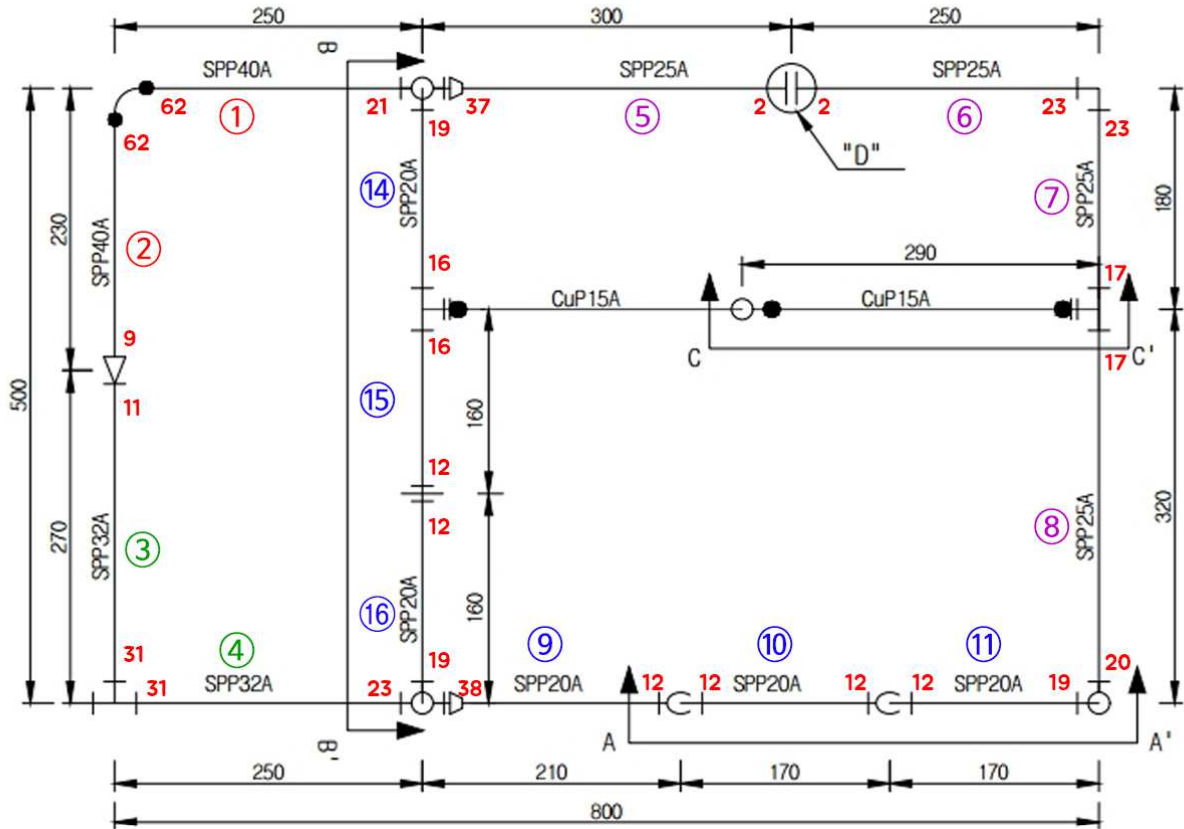 250
300
250
B
SPP40A
SPP25A
SPP25A
62
①
21
37
⑤
2
2
⑥
23
62
19
23
"D"
⑭
SPP20A
⑦
SPP25A
180
230
SPP40A
②
16
290
17
CuP15A
CuP15A
9
16
C
C'
17
500
11
⑮
160
12
12
270
SPP32A
③
⑧
SPP25A
320
⑯
SPP20A
160
31
④
19
⑨
⑩
⑪
20
31
SPP32A
23
38
SPP20A
12
12
SPP20A
12
12
SPP20A
19
B'
A
A'
250
210
170
170
800